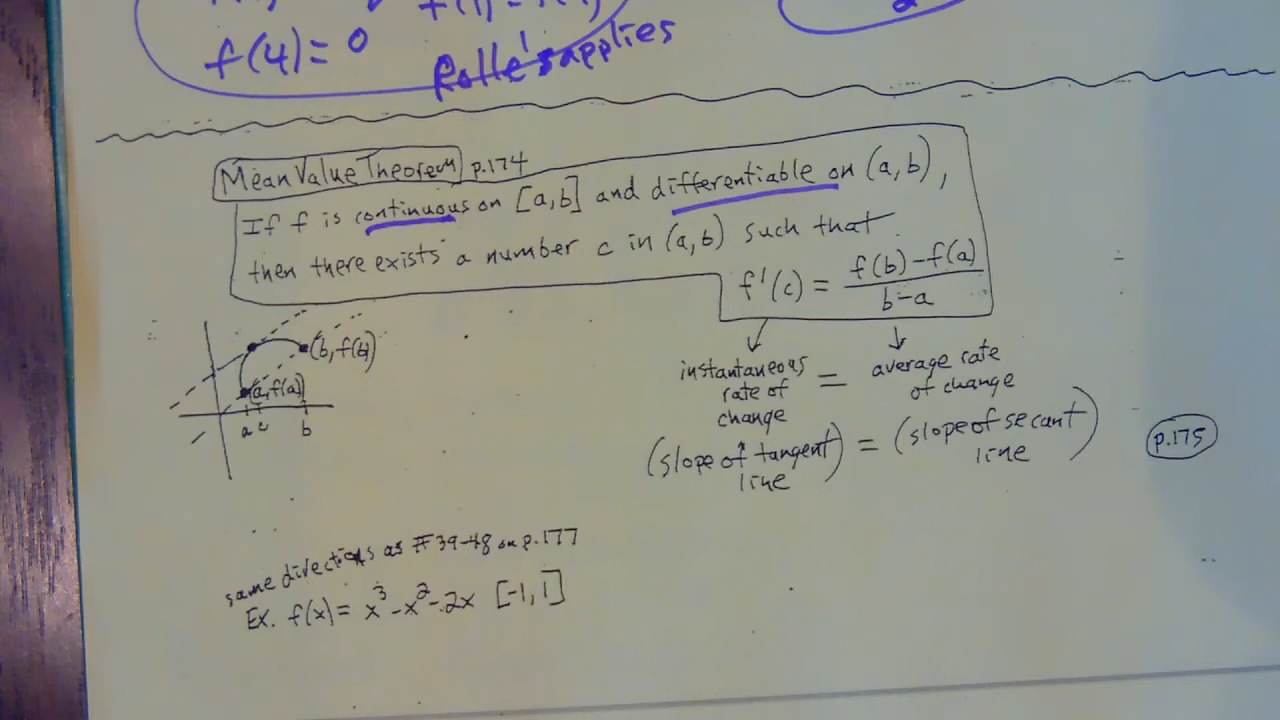 f(4)=0
Rolle's applies
Mean Value Theorem p.174
If f is continuous on [a,b] and differentiable on (a,b),
then there exists a number c in (a,b) such that
f'(c) = f(b)-f(a) / b-a
(b, f(b))
(a, f(a))
a c b
instantaneous rate of change = average rate of change
(slope of tangent line) = (slope of secant line)
p.175
same directions as #39-48 on p.177
Ex. f(x) = x³-x²-2x [-1,1]